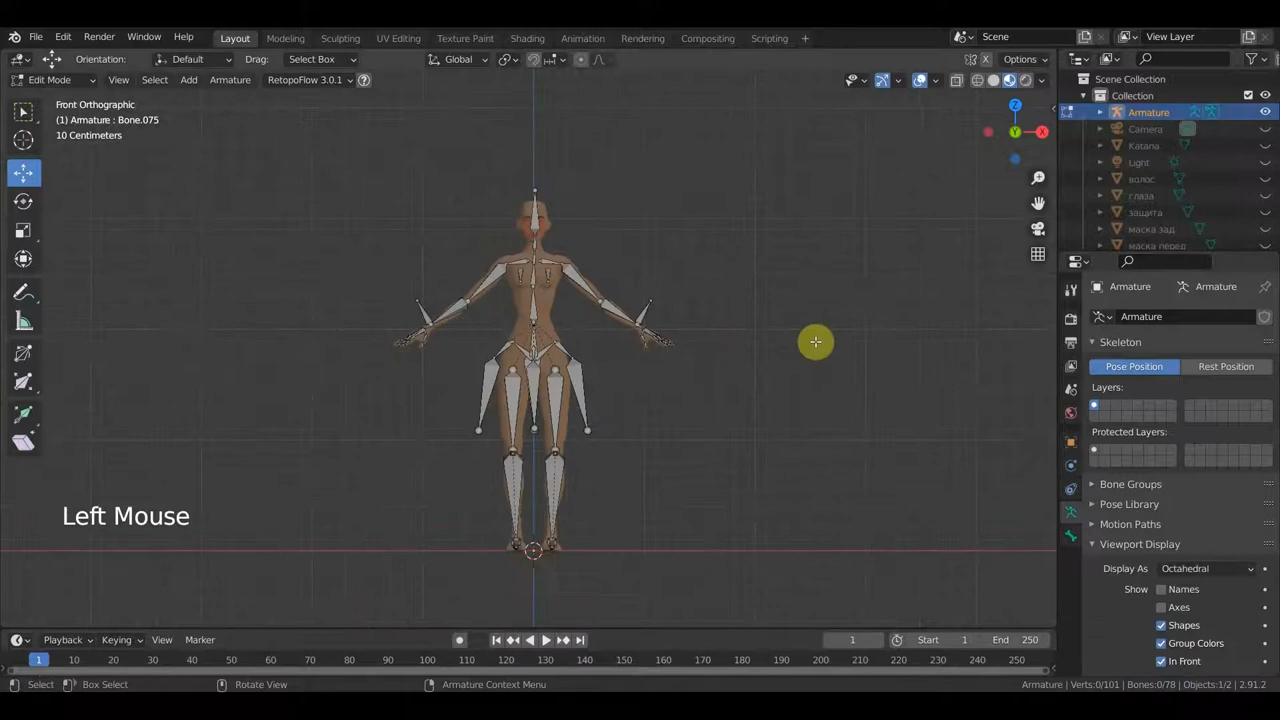 File Edit Render Window Help Layout Modeling Sculpting UV Editing Texture Paint Shading Animation Rendering Compositing Scripting + Scene View Layer
Orientation: Default Drag: Select Box Global Options
Edit Mode View Select Add Armature RetopoFlow 3.0.1
Scene Collection
Collection
Armature
Camera
Katana
Light
волос
глаза
защита
маска зад
маска перед
Front Orthographic
(1) Armature : Bone.075
10 Centimeters
Z
Y
X
Armature Armature
Armature
Skeleton
Pose Position Rest Position
Layers:
Protected Layers:
Bone Groups
Pose Library
Motion Paths
Viewport Display
Display As Octahedral
Show Names
Axes
Shapes
Group Colors
In Front
Left Mouse
Playback Keying View Marker 1 Start 1 End 250
1 10 20 30 40 50 60 70 80 90 100 110 120 130 140 150 160 170 180 190 200 210 220 230 240 250
Select Box Select Rotate View Armature Context Menu Armature | Verts:0/101 | Bones:0/78 | Objects:1/2 | 2.91.2